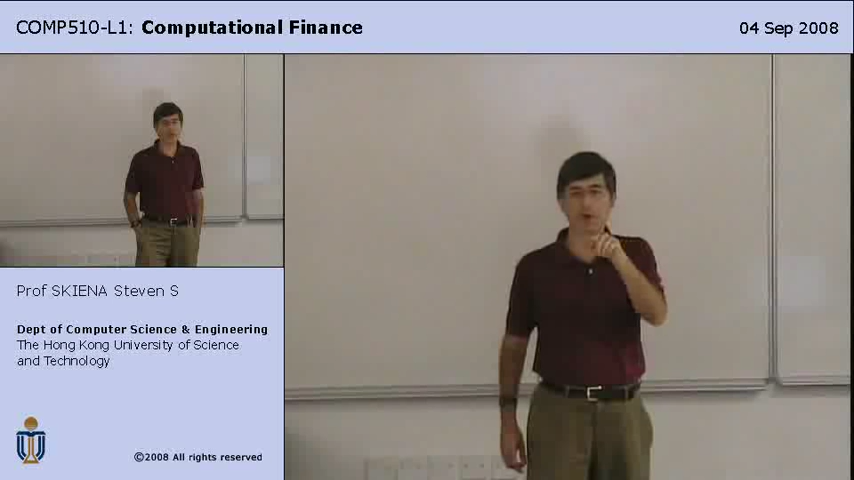 COMP510-L1: Computational Finance
04 Sep 2008
Prof SKIENA Steven S
Dept of Computer Science & Engineering
The Hong Kong University of Science
and Technology
©2008 All rights reserved